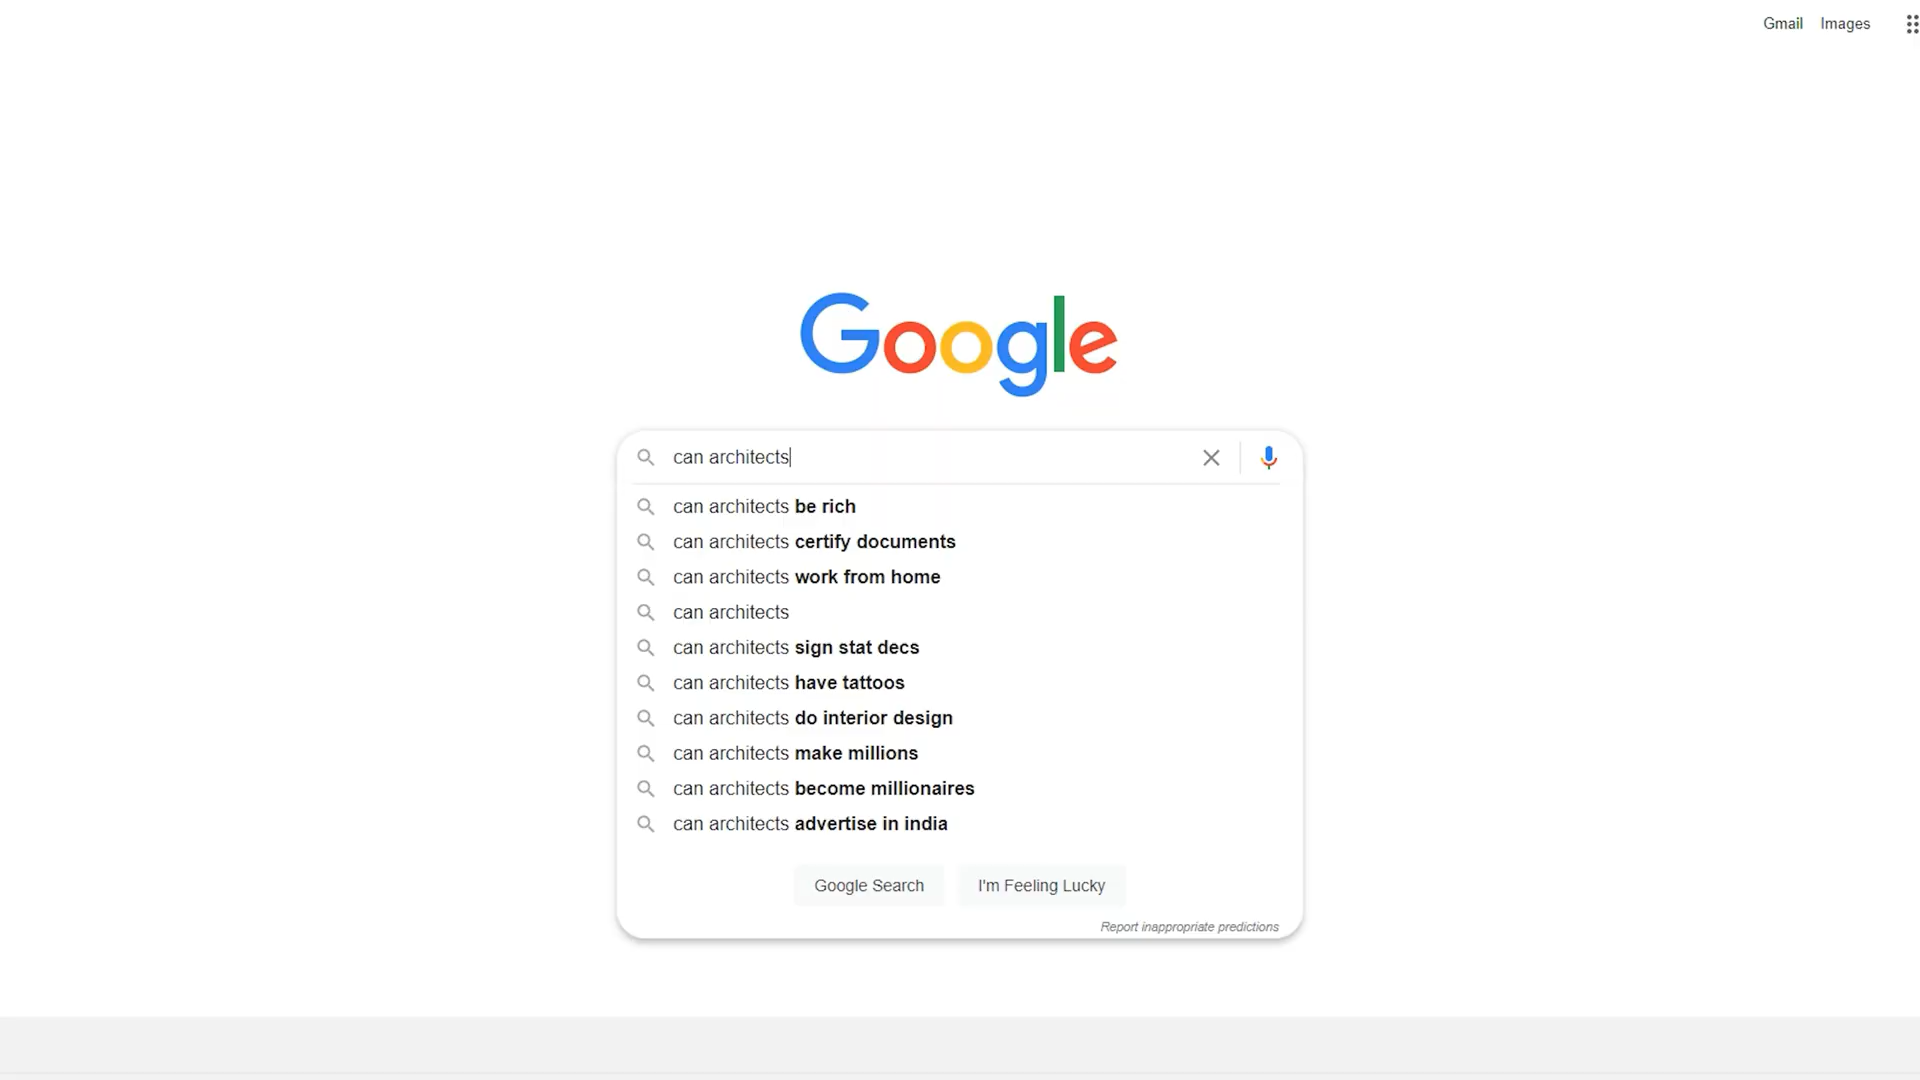 Gmail Images
Google
can architects
can architects be rich
can architects certify documents
can architects work from home
can architects
can architects sign stat decs
can architects have tattoos
can architects do interior design
can architects make millions
can architects become millionaires
can architects advertise in india
Google Search I'm Feeling Lucky
Report inappropriate predictions